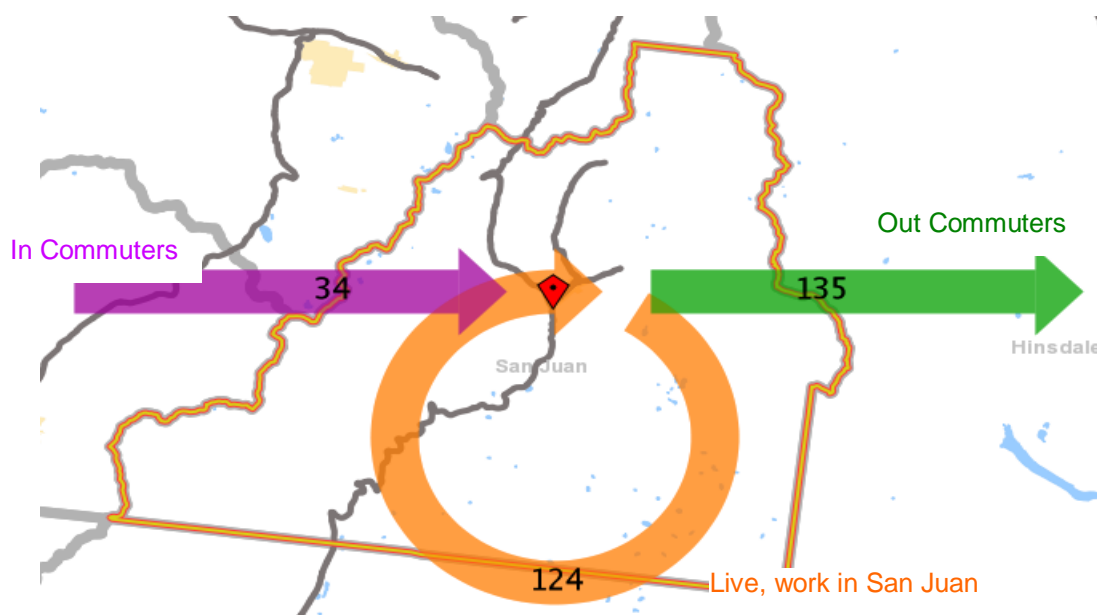 Out Commuters
In Commuters
34
135
Hinsdale
San Juan
124
Live, work in San Juan